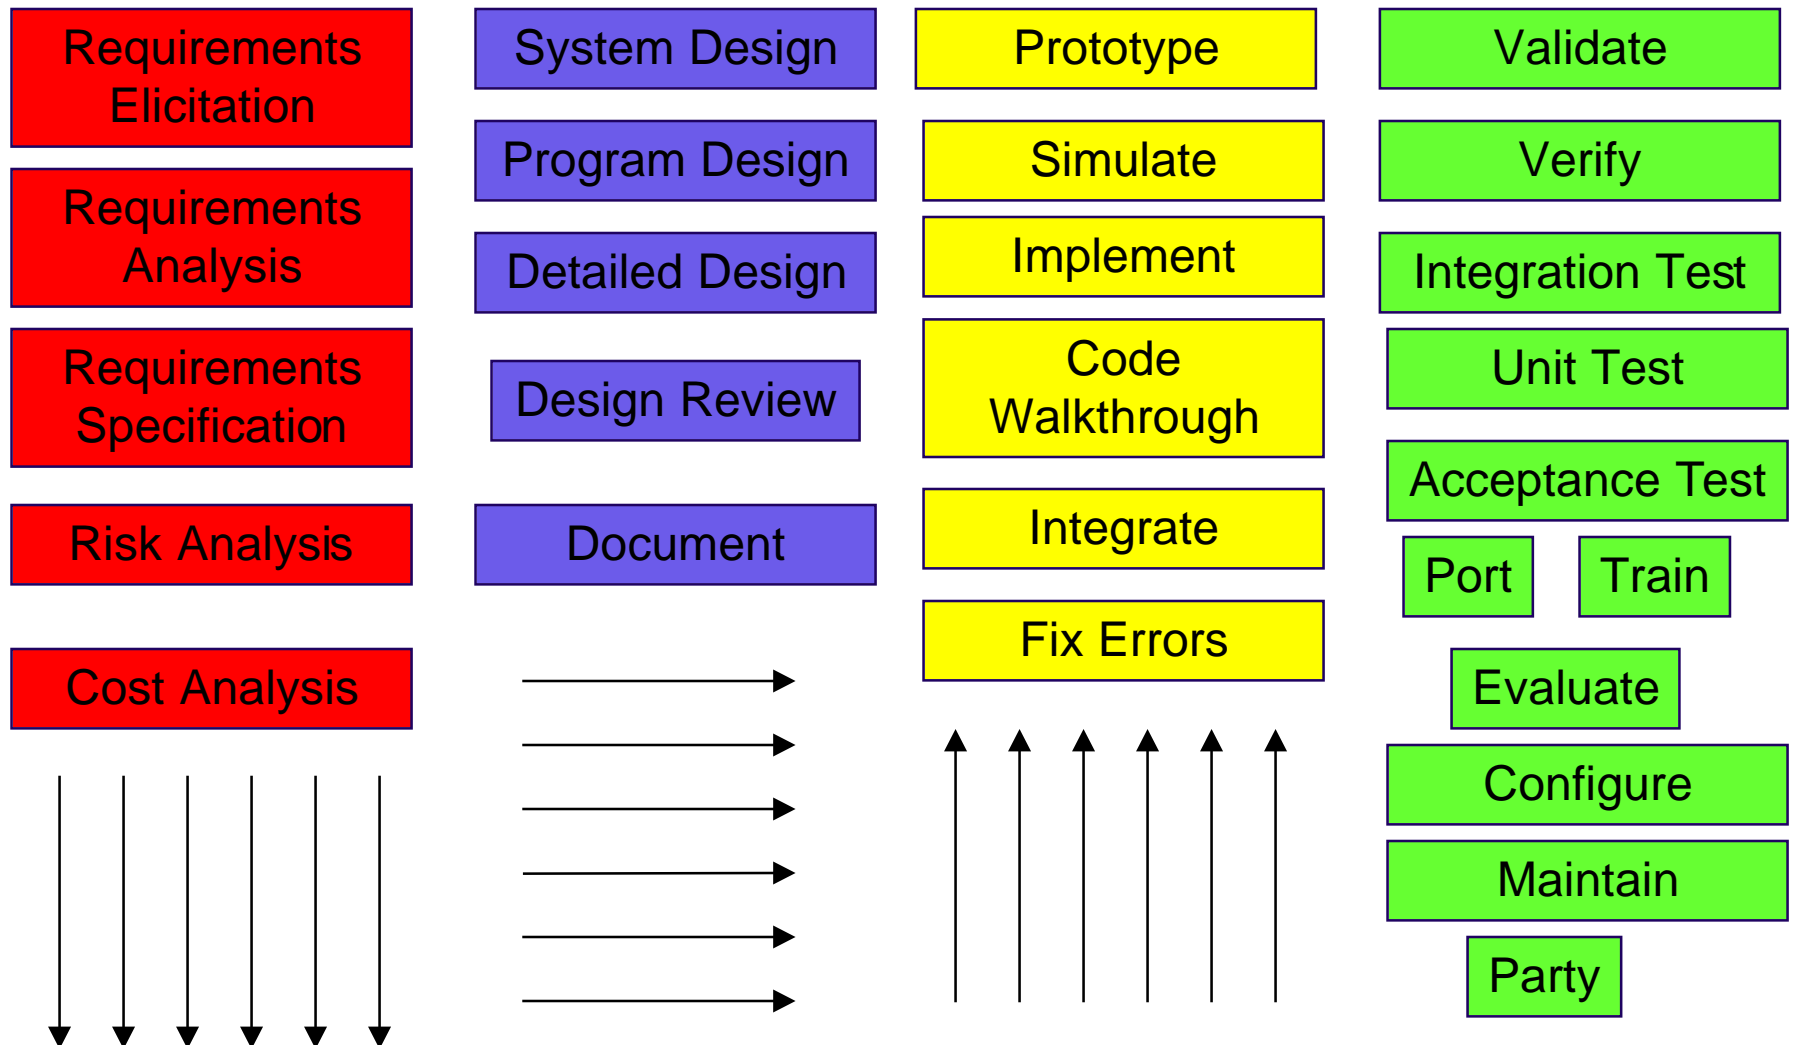 Requirements
Elicitation
Requirements
Analysis
Requirements
Specification
Risk Analysis
Cost Analysis
System Design
Program Design
Detailed Design
Design Review
Document
Prototype
Simulate
Implement
Code
Walkthrough
Integrate
Fix Errors
Validate
Verify
Integration Test
Unit Test
Acceptance Test
Port
Train
Evaluate
Configure
Maintain
Party